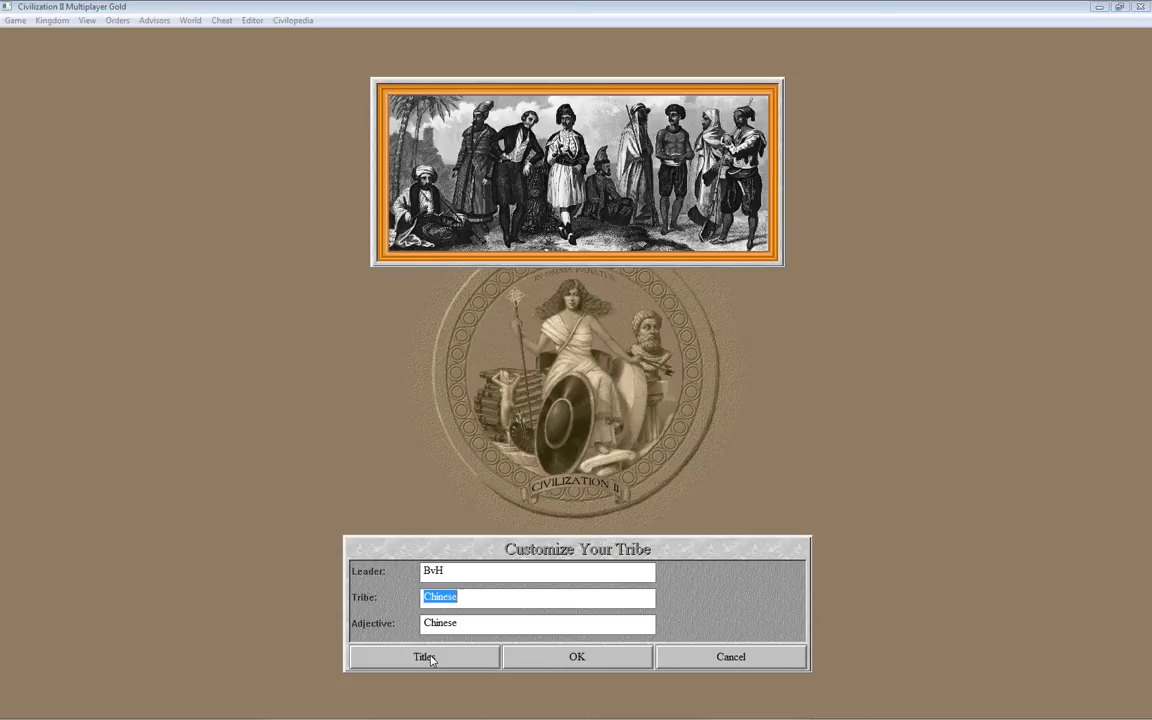 Civilization II Multiplayer Gold
Game Kingdom View Orders Advisors World Cheat Editor Civilopedia
CIVILIZATION II
Customize Your Tribe
Leader: BvH
Tribe: Chinese
Adjective: Chinese
Titles OK Cancel